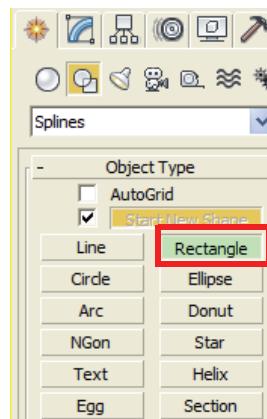 Splines
- Object Type
AutoGrid
Start New Shape
Line Rectangle
Circle Ellipse
Arc Donut
NGon Star
Text Helix
Egg Section